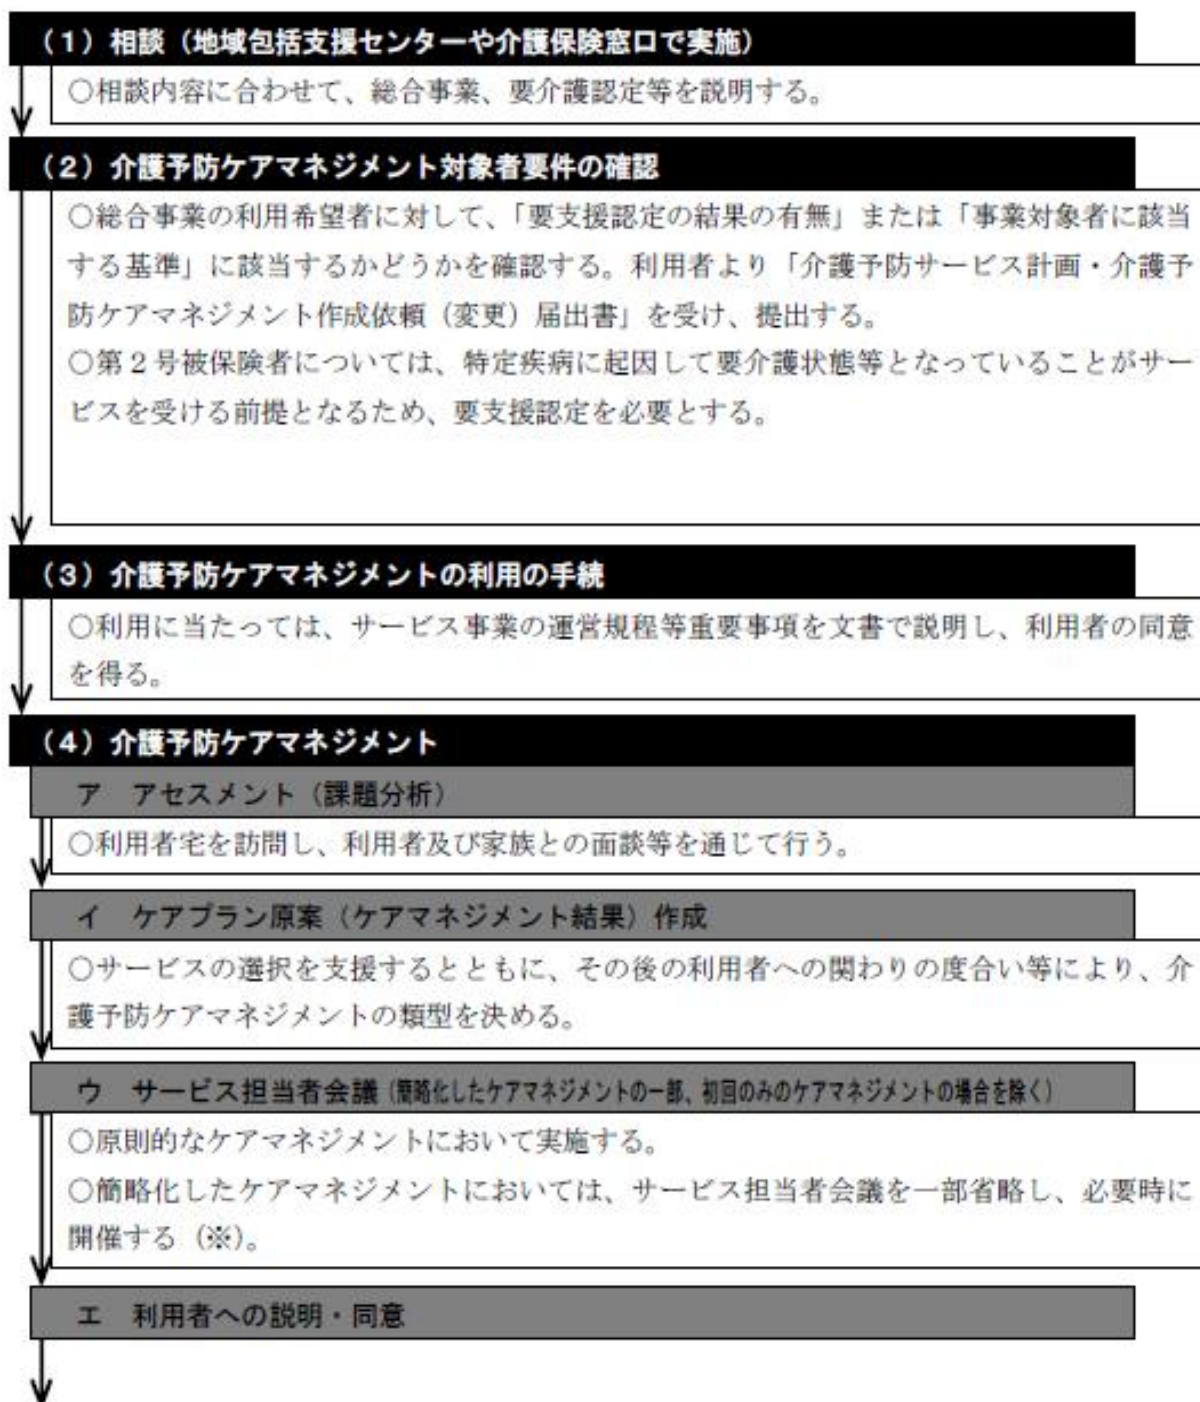 （１）相談（地域包括支援センターや介護保険窓口で実施）
○相談内容に合わせて、総合事業、要介護認定等を説明する。
（２）介護予防ケアマネジメント対象者要件の確認
○総合事業の利用希望者に対して、「要支援認定の結果の有無」または「事業対象者に該当
する基準」に該当するかどうかを確認する。利用者より「介護予防サービス計画・介護予
防ケアマネジメント作成依頼（変更）届出書」を受け、提出する。
○第２号被保険者については、特定疾病に起因して要介護状態等となっていることがサー
ビスを受ける前提となるため、要支援認定を必要とする。
（３）介護予防ケアマネジメントの利用の手続
○利用に当たっては、サービス事業の運営規程等重要事項を文書で説明し、利用者の同意
を得る。
（４）介護予防ケアマネジメント
ア　アセスメント（課題分析）
○利用者宅を訪問し、利用者及び家族との面談等を通じて行う。
イ　ケアプラン原案（ケアマネジメント結果）作成
○サービスの選択を支援するとともに、その後の利用者への関わりの度合い等により、介
護予防ケアマネジメントの類型を決める。
ウ　サービス担当者会議（簡略化したケアマネジメントの一部、初回のみのケアマネジメントの場合を除く）
○原則的なケアマネジメントにおいて実施する。
○簡略化したケアマネジメントにおいては、サービス担当者会議を一部省略し、必要時に
開催する（※）。
エ　利用者への説明・同意